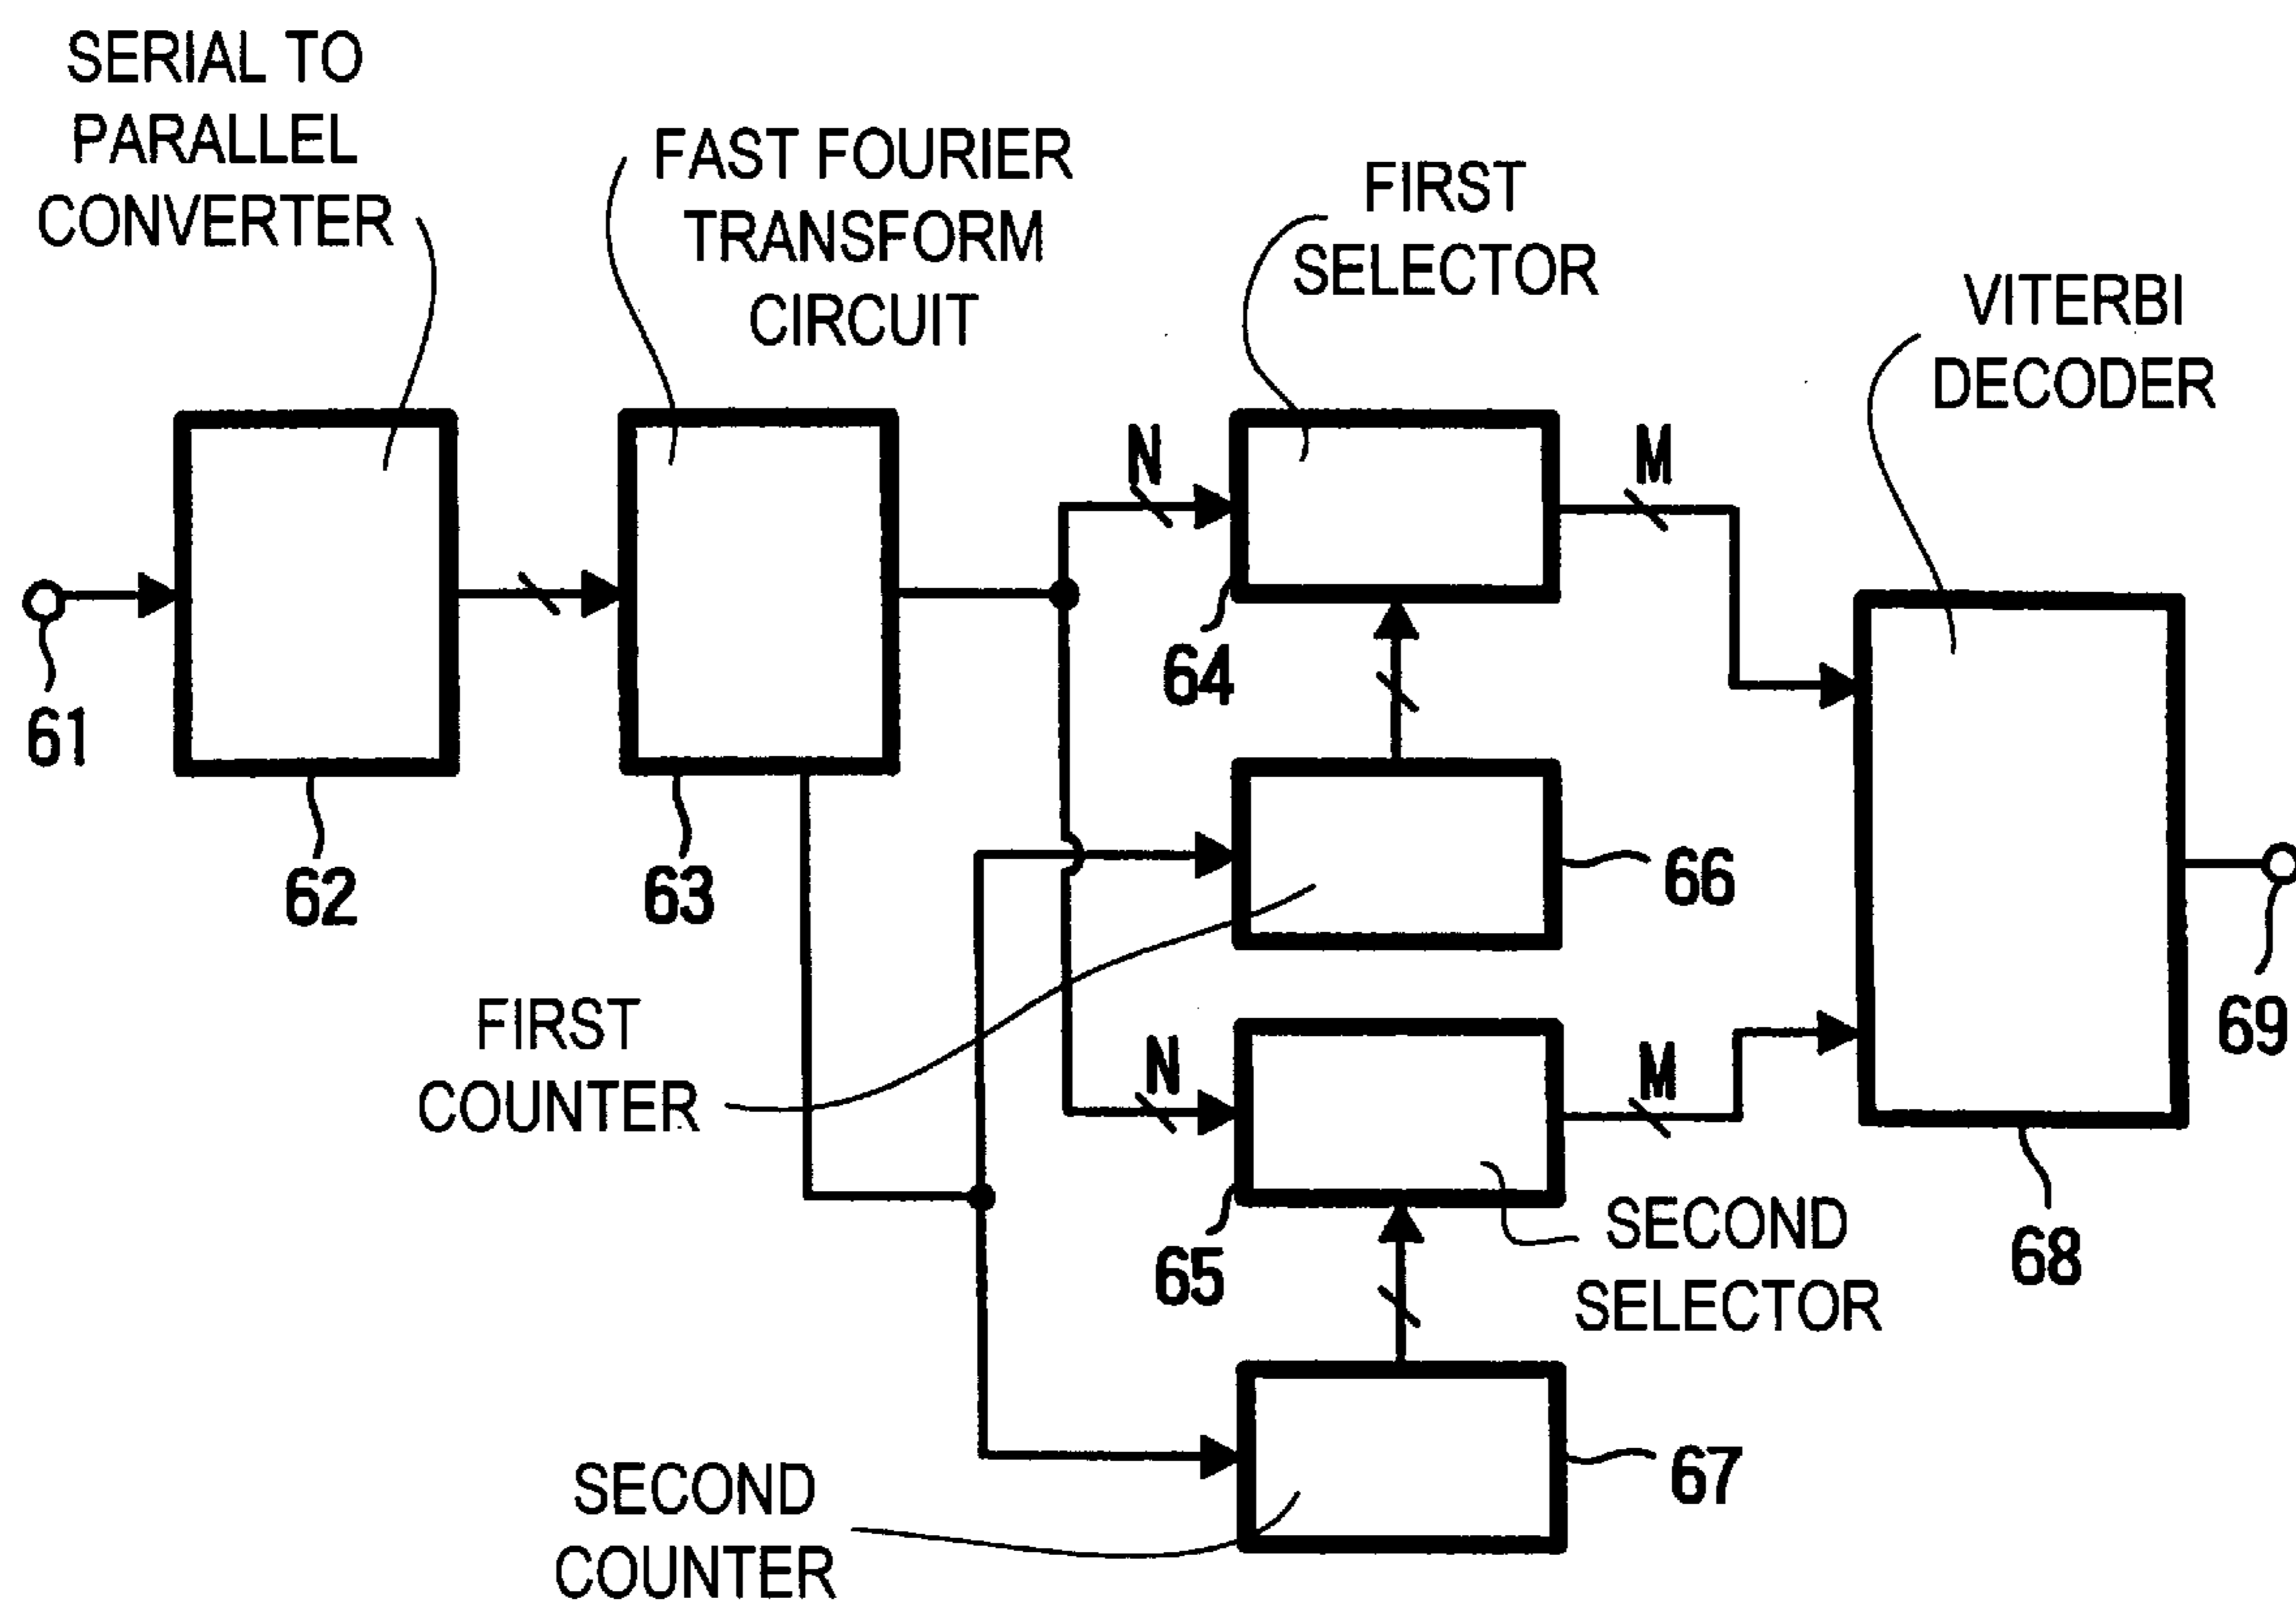 SERIAL TO
PARALLEL
CONVERTER
FAST FOURIER
TRANSFORM
CIRCUIT
FIRST
SELECTOR
VITERBI
DECODER
N
M
64
61
62
63
66
69
FIRST
COUNTER
N
M
65
SECOND
SELECTOR
68
67
SECOND
COUNTER